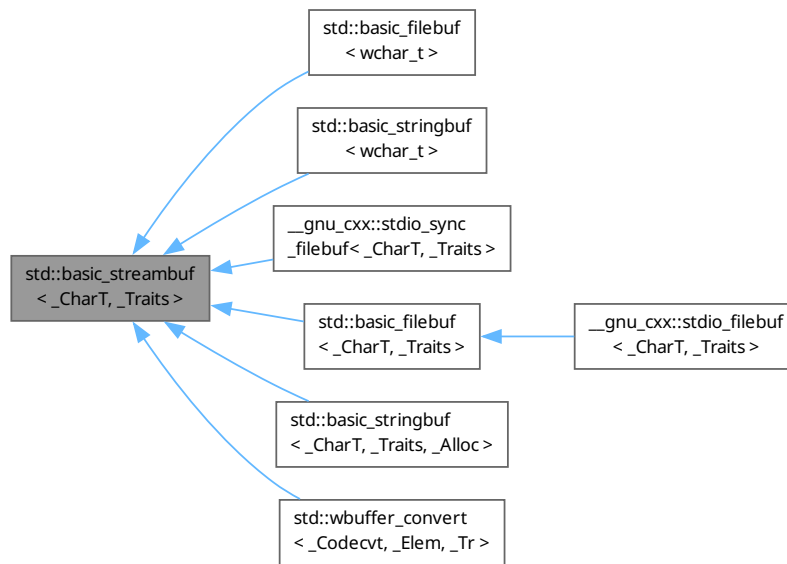 std::basic_filebuf
< wchar_t >
std::basic_stringbuf
< wchar_t >
__gnu_cxx::stdio_sync
_filebuf< _CharT, _Traits >
std::basic_streambuf
< _CharT, _Traits >
std::basic_filebuf
< _CharT, _Traits >
__gnu_cxx::stdio_filebuf
< _CharT, _Traits >
std::basic_stringbuf
< _CharT, _Traits, _Alloc >
std::wbuffer_convert
< _Codecvt, _Elem, _Tr >